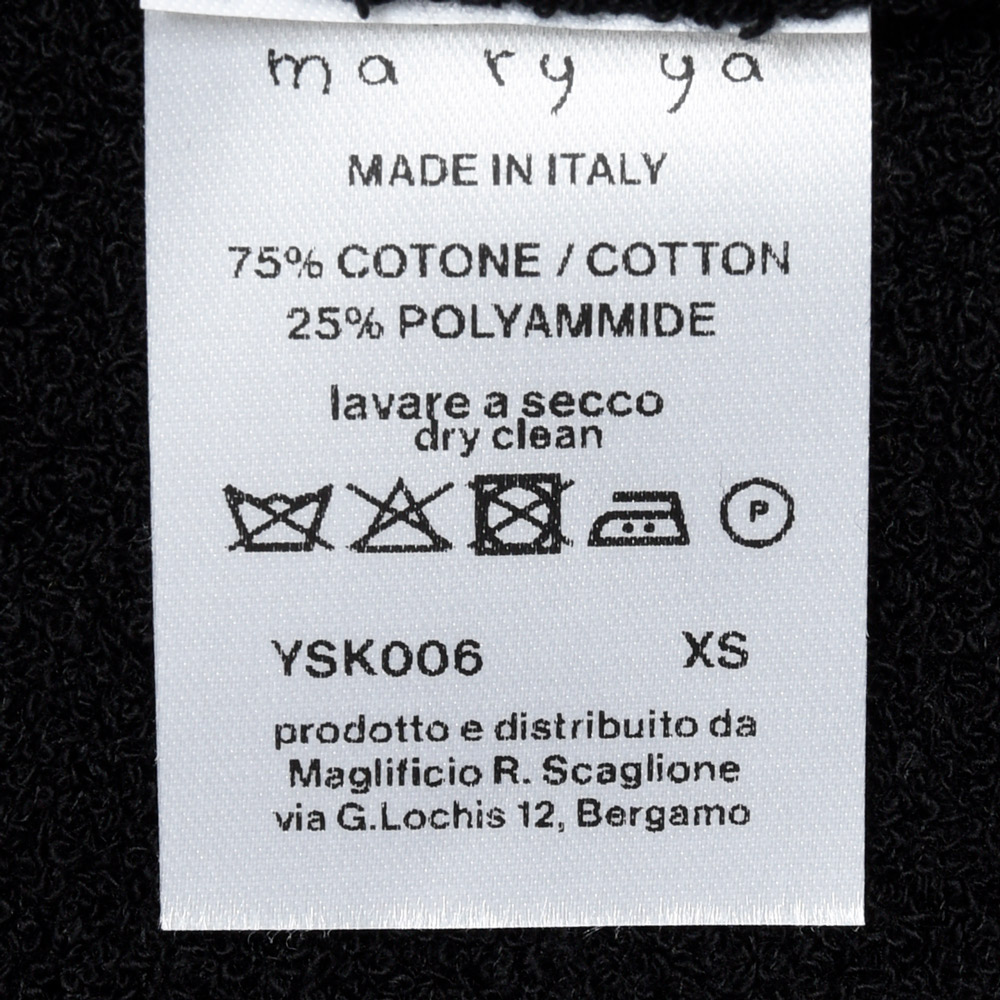 ma ry ya
MADE IN ITALY
75% COTONE / COTTON
25% POLYAMMIDE
lavare a secco
dry clean
P
YSK006 XS
prodotto e distribuito da
Maglificio R. Scaglione
via G.Lochis 12, Bergamo